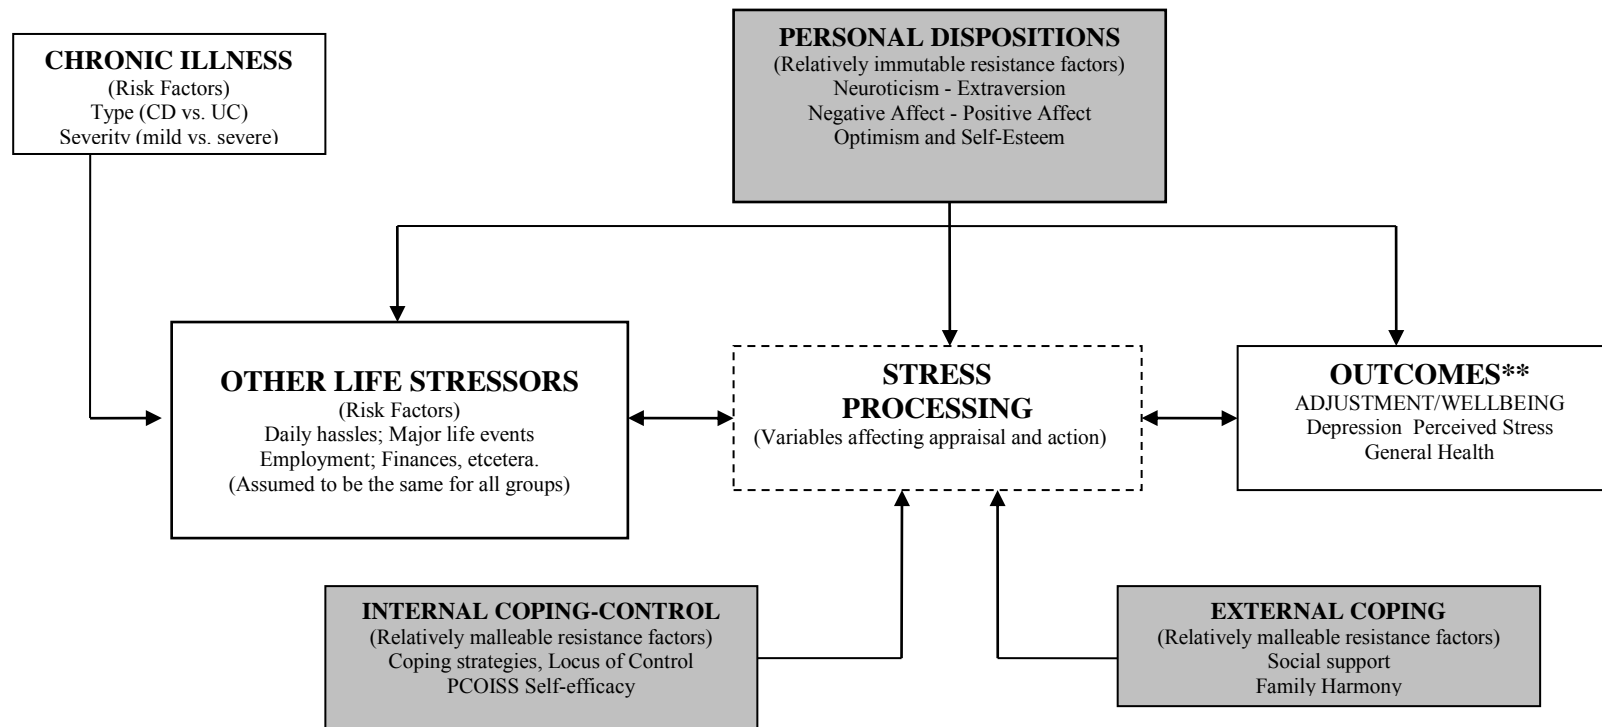 CHRONIC ILLNESS
(Risk Factors)
Type (CD vs. UC)
Severity (mild vs. severe)
PERSONAL DISPOSITIONS
(Relatively immutable resistance factors)
Neuroticism - Extraversion
Negative Affect - Positive Affect
Optimism and Self-Esteem
OTHER LIFE STRESSORS
(Risk Factors)
Daily hassles; Major life events
Employment; Finances, etcetera.
(Assumed to be the same for all groups)
STRESS
PROCESSING
(Variables affecting appraisal and action)
OUTCOMES**
ADJUSTMENT/WELLBEING
Depression Perceived Stress
General Health
INTERNAL COPING-CONTROL
(Relatively malleable resistance factors)
Coping strategies, Locus of Control
PCOISS Self-efficacy
EXTERNAL COPING
(Relatively malleable resistance factors)
Social support
Family Harmony